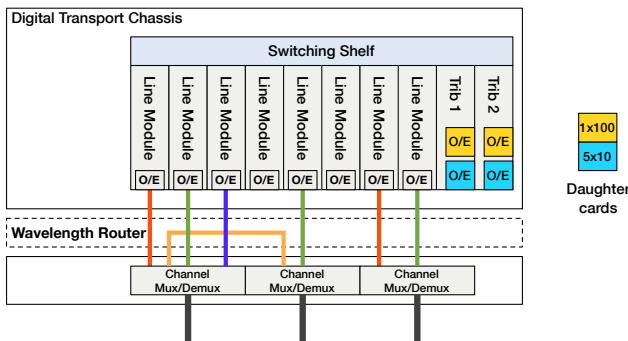 Digital Transport Chassis
Switching Shelf
Line Module
Line Module
Line Module
Line Module
Line Module
Line Module
Line Module
Line Module
Trib 1
Trib 2
O/E
O/E
O/E
O/E
O/E
O/E
O/E
O/E
O/E
O/E
O/E
O/E
1x100
5x10
Daughter
cards
Wavelength Router
Channel
Mux/Demux
Channel
Mux/Demux
Channel
Mux/Demux